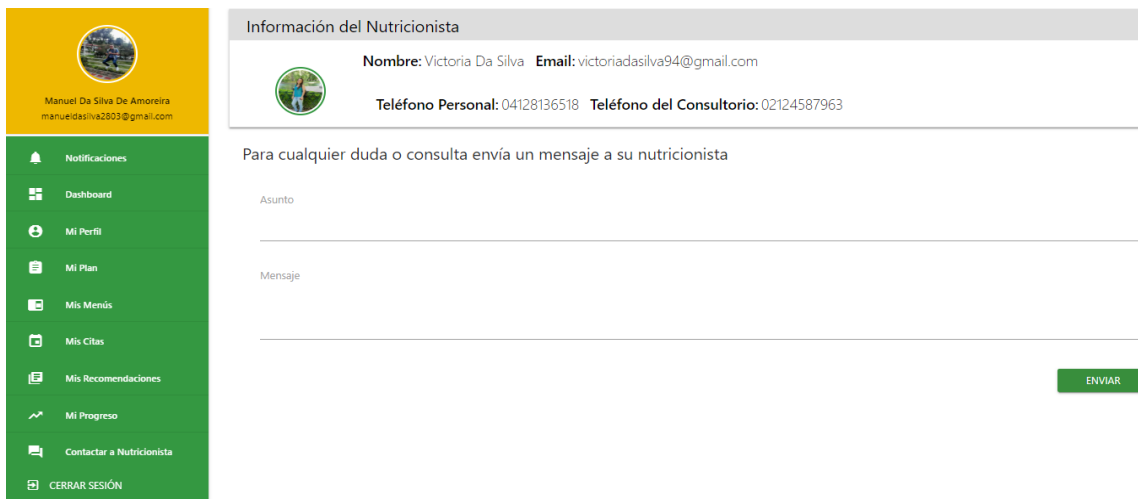 Manuel Da Silva De Amoreira
manueldasilva2803@gmail.com
Notificaciones
Dashboard
Mi Perfil
Mi Plan
Mis Menús
Mis Citas
Mis Recomendaciones
Mi Progreso
Contactar a Nutricionista
CERRAR SESIÓN
Información del Nutricionista
Nombre: Victoria Da Silva Email: victoriadasilva94@gmail.com
Teléfono Personal: 04128136518 Teléfono del Consultorio: 02124587963
Para cualquier duda o consulta envía un mensaje a su nutricionista
Asunto
Mensaje
ENVIAR